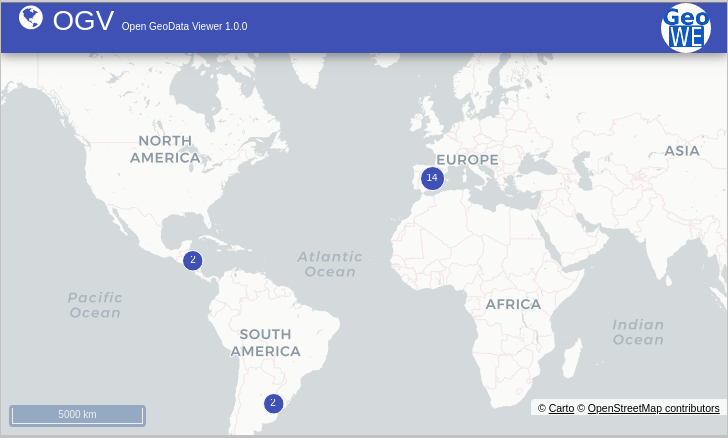 OGV Open GeoData Viewer 1.0.0
Geo
WE
NORTH
AMERICA
EUROPE
ASIA
14
2
Atlantic
Ocean
Pacific
Ocean
AFRICA
Indian
Ocean
SOUTH
AMERICA
2
5000 km
© Carto © OpenStreetMap contributors